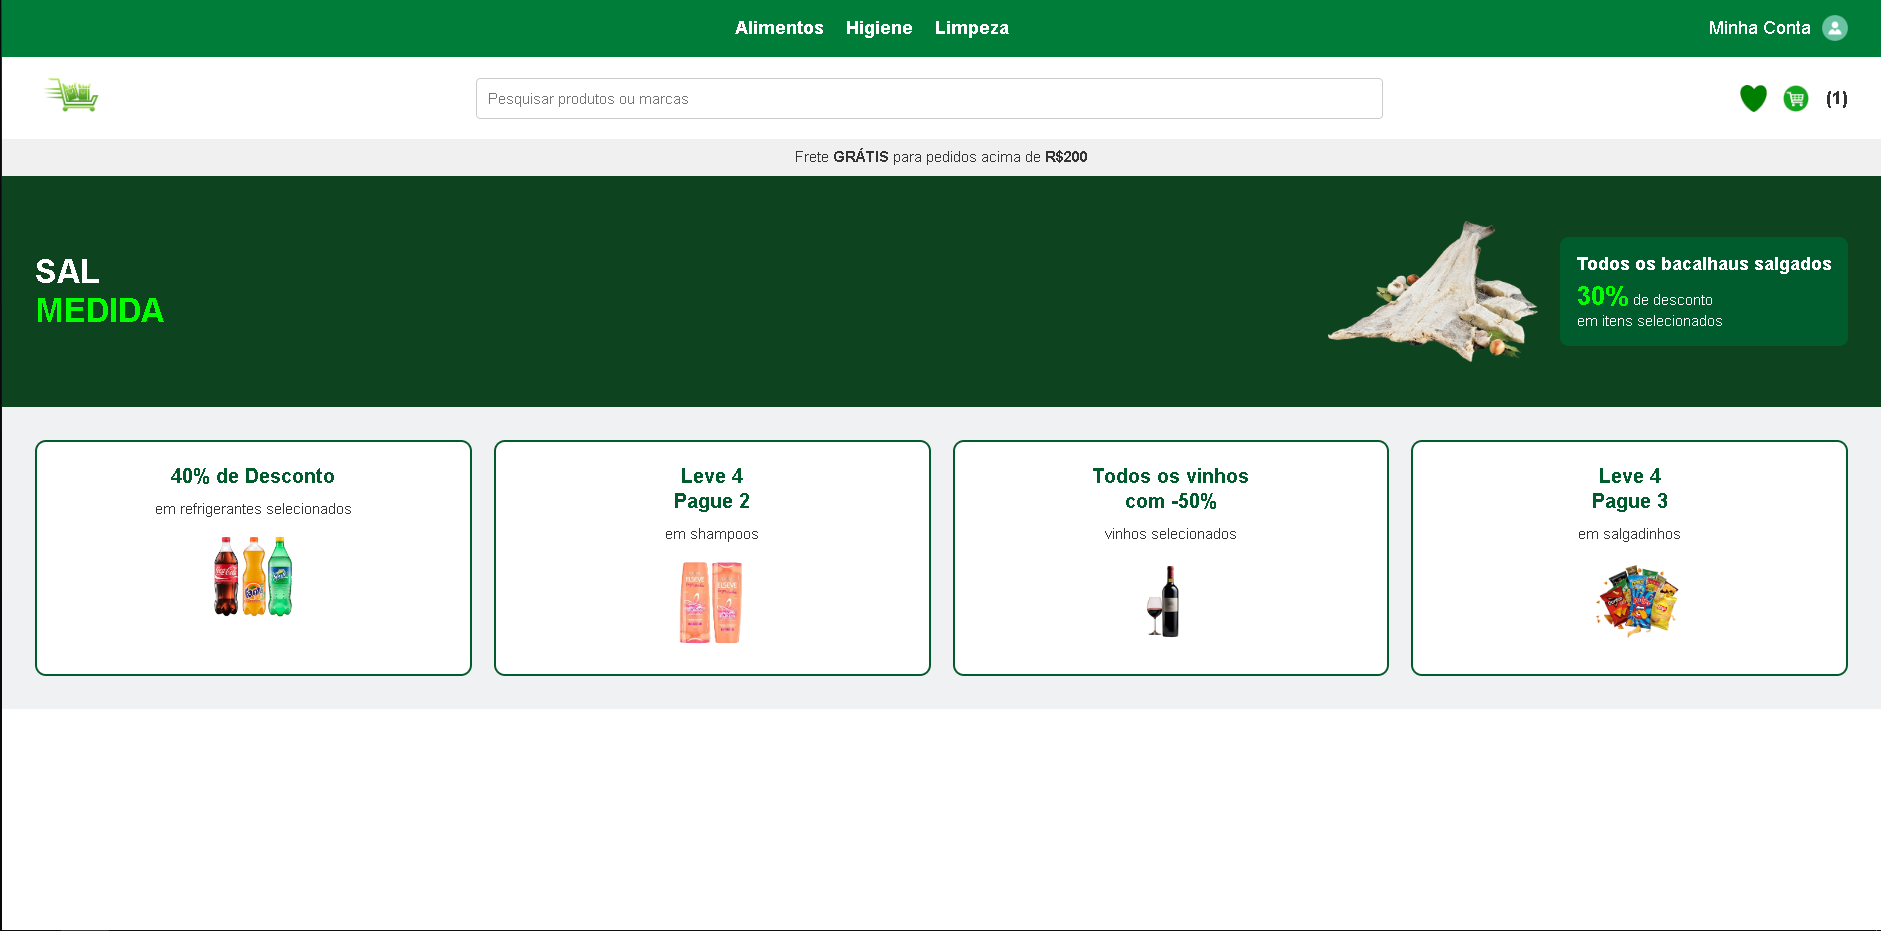 Alimentos Higiene Limpeza
Minha Conta
Pesquisar produtos ou marcas
(1)
Frete GRÁTIS para pedidos acima de R$200
SAL
MEDIDA
Todos os bacalhaus salgados
30% de desconto
em itens selecionados
40% de Desconto
em refrigerantes selecionados
Leve 4
Pague 2
em shampoos
ELSEVE
ELSEVE
Todos os vinhos
com -50%
vinhos selecionados
Leve 4
Pague 3
em salgadinhos